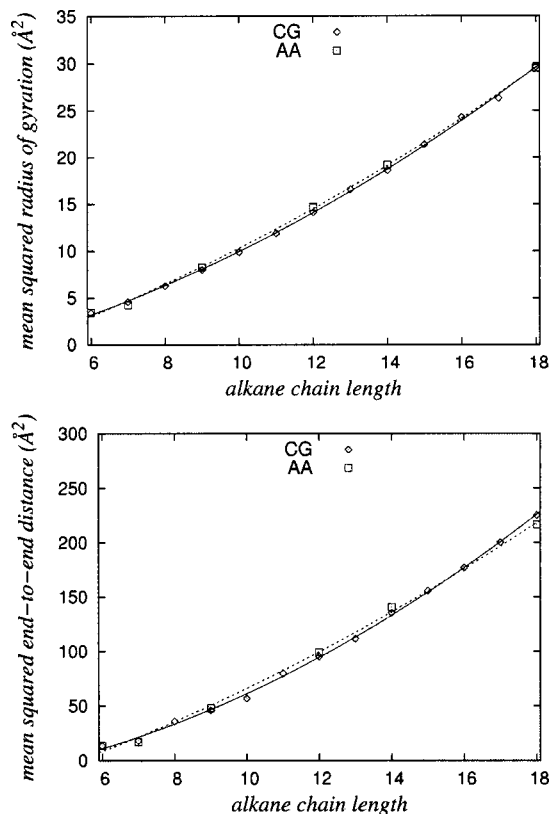 35
30
25
20
15
10
5
0
mean squared radius of gyration (Å²)
CG
AA
6 8 10 12 14 16 18
alkane chain length
300
250
200
150
100
50
0
mean squared end−to−end distance (Å²)
CG
AA
6 8 10 12 14 16 18
alkane chain length